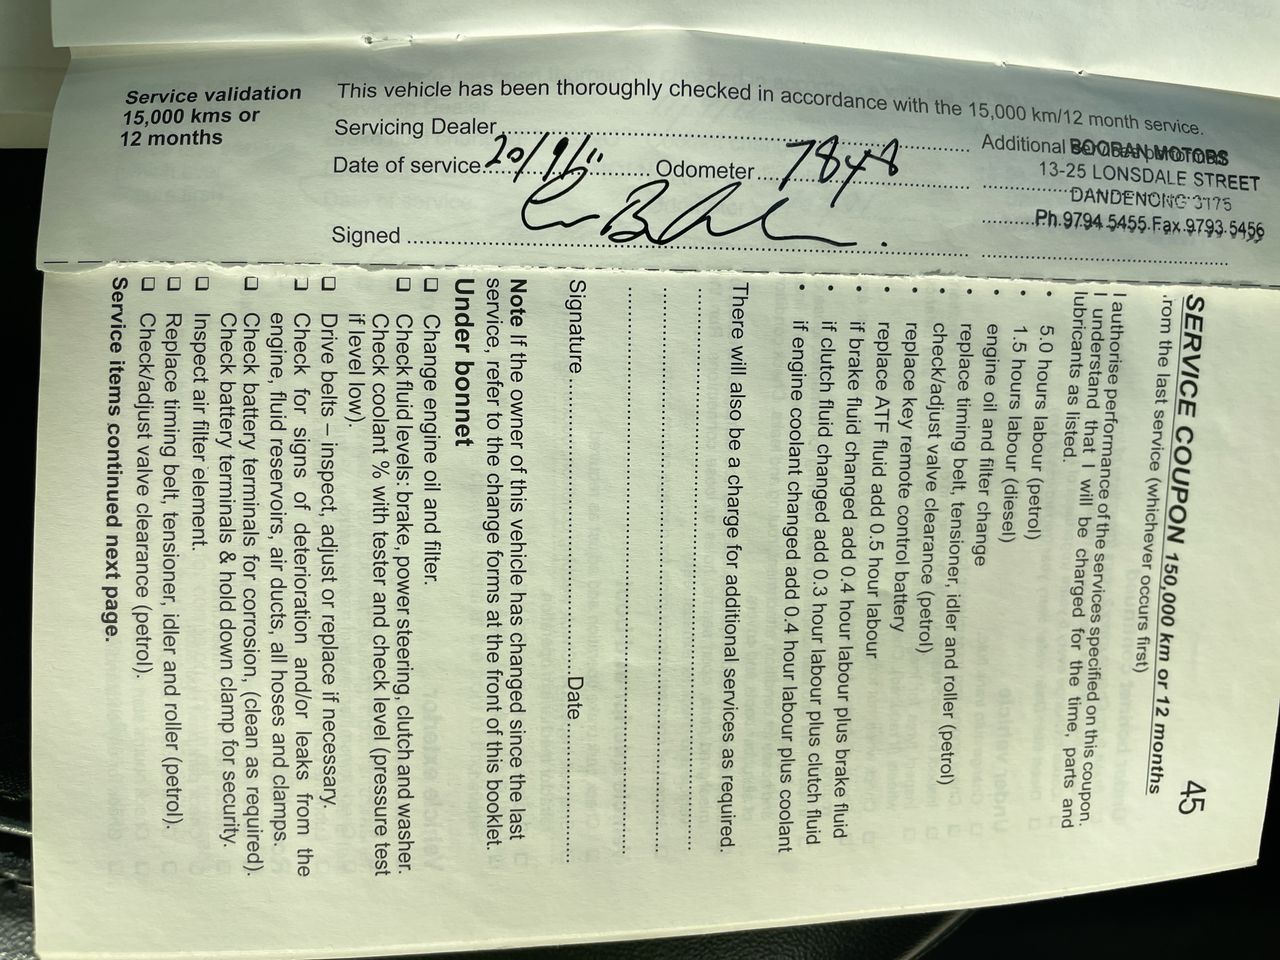 Service validation
15,000 kms or
12 months
This vehicle has been thoroughly checked in accordance with the 15,000 km/12 month service.
Servicing Dealer
Additional
BOORAN MOTORS
13-25 LONSDALE STREET
DANDENONG 3175
Ph.9794 5455 Fax.9793 5456
Date of service 20/9/11 Odometer 7848
Signed
SERVICE COUPON 150,000 km or 12 months 45
rom the last service (whichever occurs first)
I authorise performance of the services specified on this coupon.
I understand that I will be charged for the time, parts and
lubricants as listed.
• 5.0 hours labour (petrol)
• 1.5 hours labour (diesel)
• engine oil and filter change
• replace timing belt, tensioner, idler and roller (petrol)
• check/adjust valve clearance (petrol)
• replace key remote control battery
• replace ATF fluid add 0.5 hour labour
• if brake fluid changed add 0.4 hour labour plus brake fluid
• if clutch fluid changed add 0.3 hour labour plus clutch fluid
• if engine coolant changed add 0.4 hour labour plus coolant
There will also be a charge for additional services as required.
Signature Date
Note If the owner of this vehicle has changed since the last
service, refer to the change forms at the front of this booklet.
Under bonnet
❑ Change engine oil and filter.
❑ Check fluid levels: brake, power steering, clutch and washer.
Check coolant % with tester and check level (pressure test
if level low).
❑ Drive belts – inspect, adjust or replace if necessary.
❑ Check for signs of deterioration and/or leaks from the
engine, fluid reservoirs, air ducts, all hoses and clamps.
❑ Check battery terminals for corrosion, (clean as required).
Check battery terminals & hold down clamp for security.
❑ Inspect air filter element.
❑ Replace timing belt, tensioner, idler and roller (petrol).
❑ Check/adjust valve clearance (petrol).
Service items continued next page.